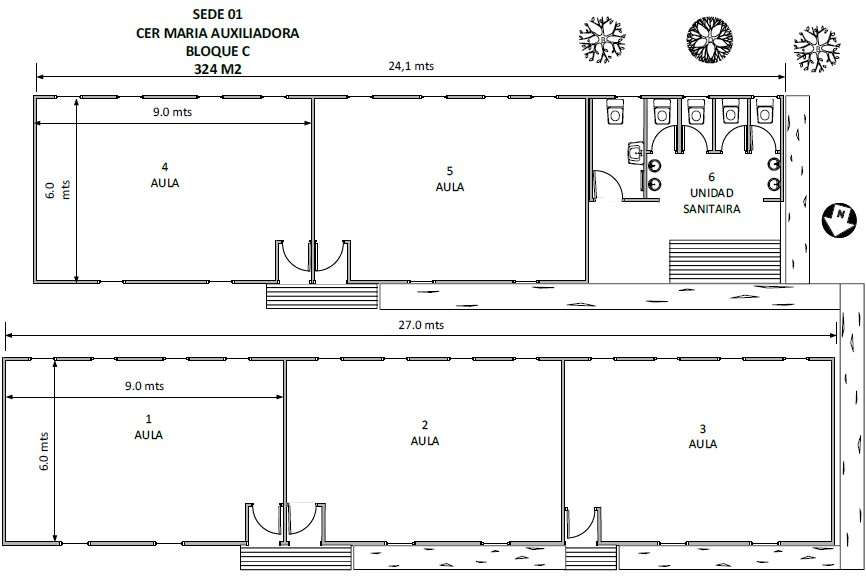 SEDE 01
CER MARIA AUXILIADORA
BLOQUE C
324 M2
24,1 mts
9.0 mts
6.0 mts
4
AULA
5
AULA
6
UNIDAD
SANITAIRA
N
27.0 mts
9.0 mts
6.0 mts
1
AULA
2
AULA
3
AULA